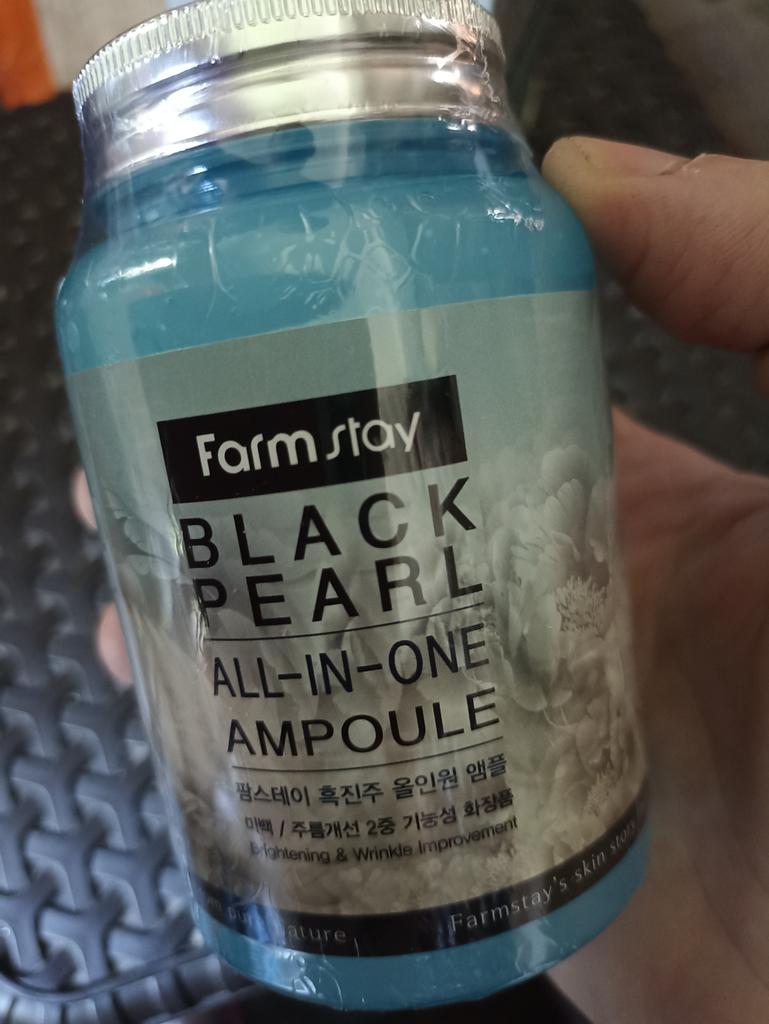 Farm stay
BLACK
PEARL
ALL-IN-ONE
AMPOULE
팜스테이 흑진주 올인원 앰플
미백 / 주름개선 2중 기능성 화장품
Brightening & Wrinkle Improvement
nature
Farmstay's skin story